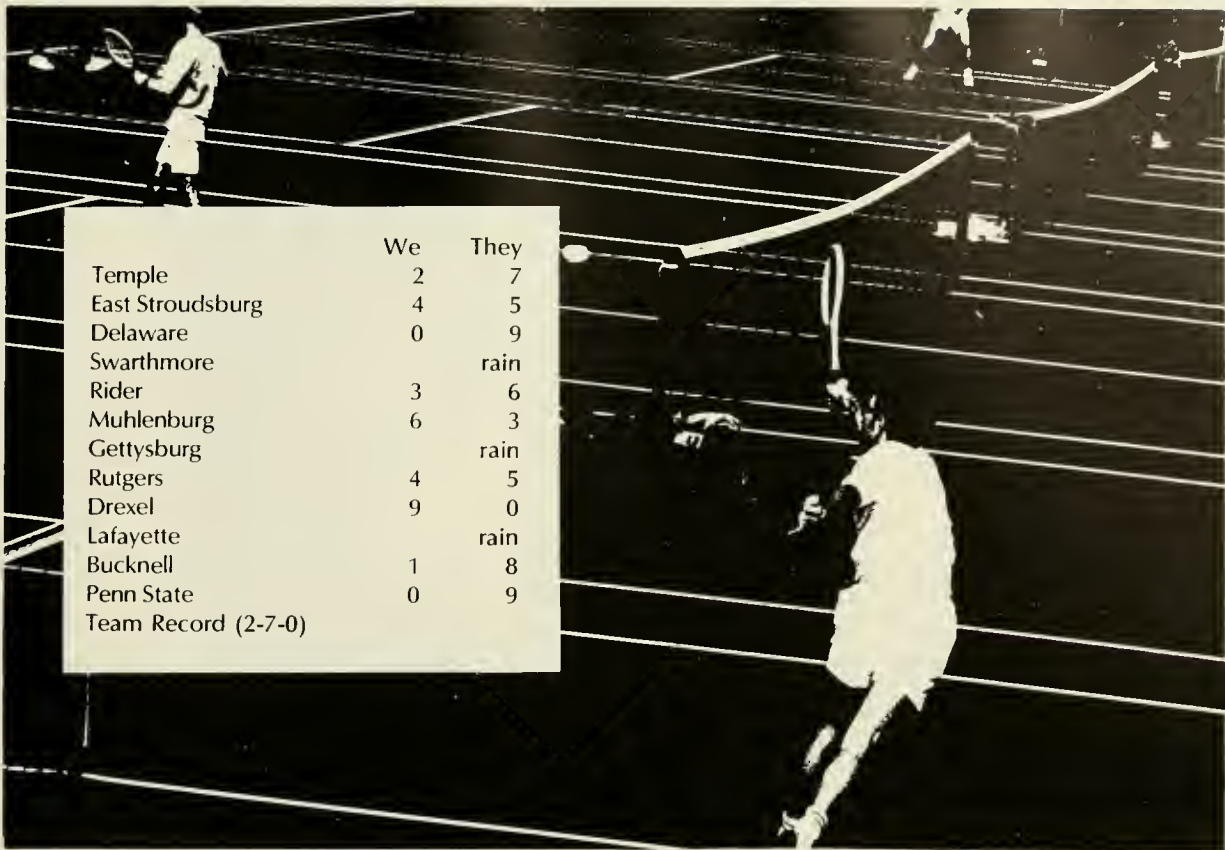 We They
Temple 2 7
East Stroudsburg 4 5
Delaware 0 9
Swarthmore rain
Rider 3 6
Muhlenburg 6 3
Gettysburg rain
Rutgers 4 5
Drexel 9 0
Lafayette rain
Bucknell 1 8
Penn State 0 9
Team Record (2-7-0)